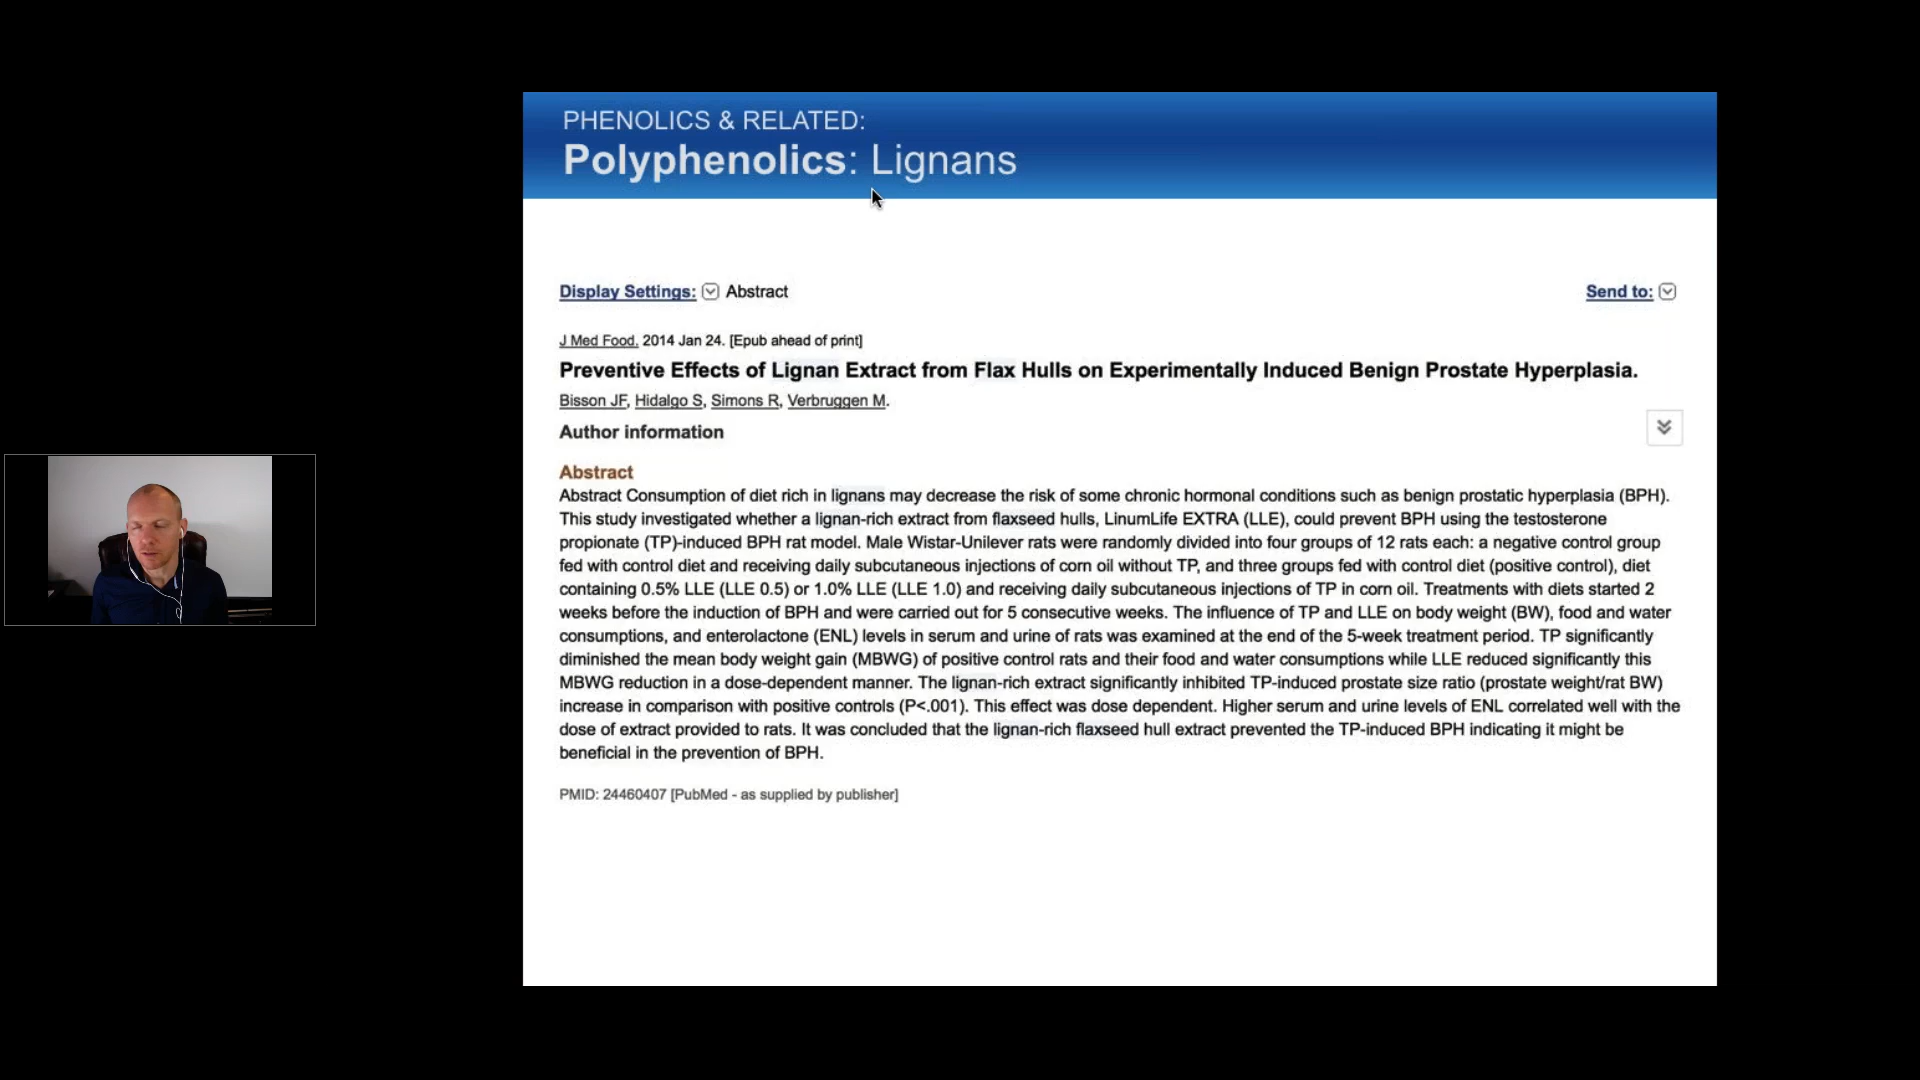 PHENOLICS & RELATED:
Polyphenolics: Lignans
Display Settings: Abstract
Send to:
J Med Food. 2014 Jan 24. [Epub ahead of print]
Preventive Effects of Lignan Extract from Flax Hulls on Experimentally Induced Benign Prostate Hyperplasia.
Bisson JF, Hidalgo S, Simons R, Verbruggen M.
Author information
Abstract
Abstract Consumption of diet rich in lignans may decrease the risk of some chronic hormonal conditions such as benign prostatic hyperplasia (BPH).
This study investigated whether a lignan-rich extract from flaxseed hulls, LinumLife EXTRA (LLE), could prevent BPH using the testosterone
propionate (TP)-induced BPH rat model. Male Wistar-Unilever rats were randomly divided into four groups of 12 rats each: a negative control group
fed with control diet and receiving daily subcutaneous injections of corn oil without TP, and three groups fed with control diet (positive control), diet
containing 0.5% LLE (LLE 0.5) or 1.0% LLE (LLE 1.0) and receiving daily subcutaneous injections of TP in corn oil. Treatments with diets started 2
weeks before the induction of BPH and were carried out for 5 consecutive weeks. The influence of TP and LLE on body weight (BW), food and water
consumptions, and enterolactone (ENL) levels in serum and urine of rats was examined at the end of the 5-week treatment period. TP significantly
diminished the mean body weight gain (MBWG) of positive control rats and their food and water consumptions while LLE reduced significantly this
MBWG reduction in a dose-dependent manner. The lignan-rich extract significantly inhibited TP-induced prostate size ratio (prostate weight/rat BW)
increase in comparison with positive controls (P<.001). This effect was dose dependent. Higher serum and urine levels of ENL correlated well with the
dose of extract provided to rats. It was concluded that the lignan-rich flaxseed hull extract prevented the TP-induced BPH indicating it might be
beneficial in the prevention of BPH.
PMID: 24460407 [PubMed - as supplied by publisher]